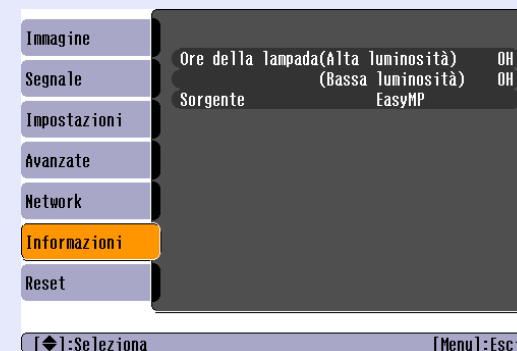 Immagine
Segnale
Impostazioni
Avanzate
Network
Informazioni
Reset
Ore della lampada(Alta luminosità) 0H
(Bassa luminosità) 0H
Sorgente EasyMP
[◆]:Seleziona [Menu]:Esci